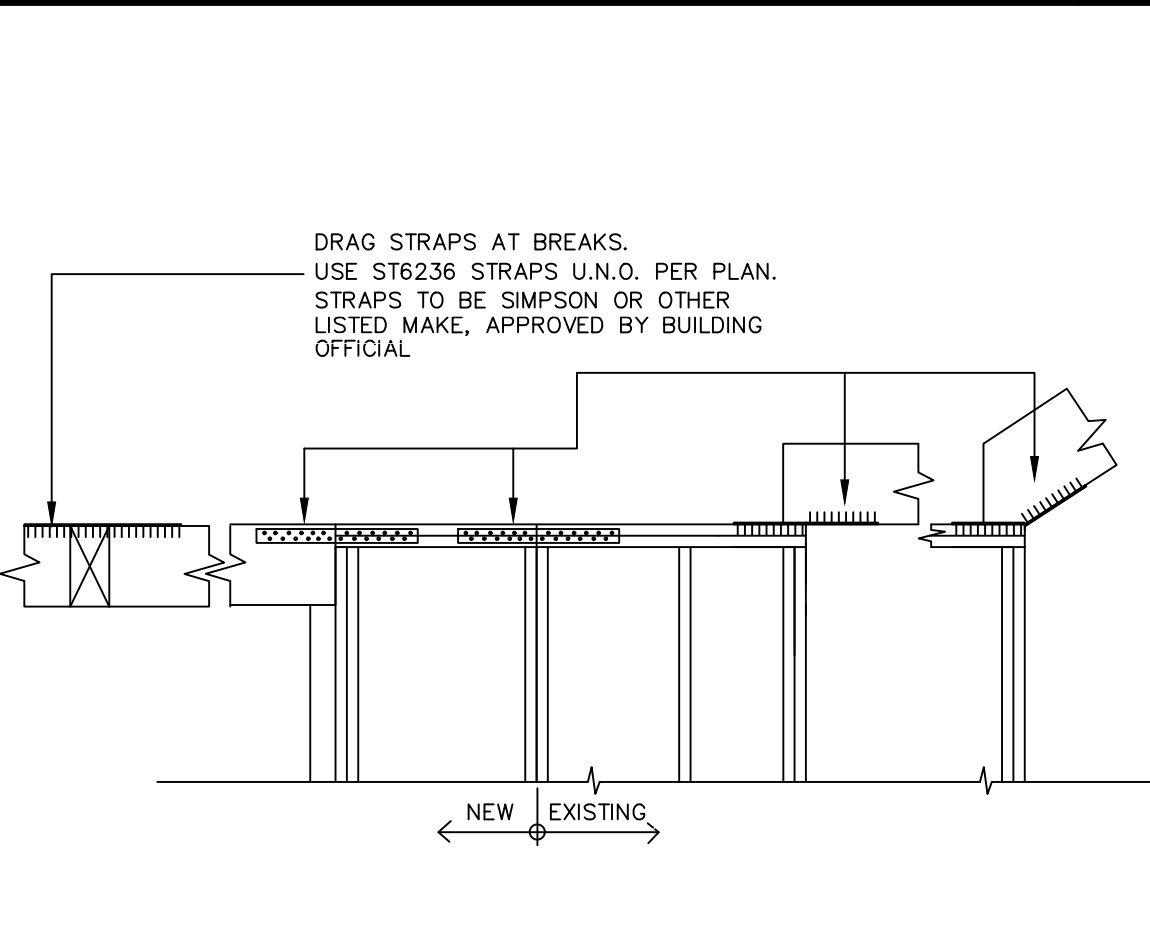 DRAG STRAPS AT BREAKS.
USE ST6236 STRAPS U.N.O. PER PLAN.
STRAPS TO BE SIMPSON OR OTHER
LISTED MAKE, APPROVED BY BUILDING
OFFICIAL
NEW EXISTING